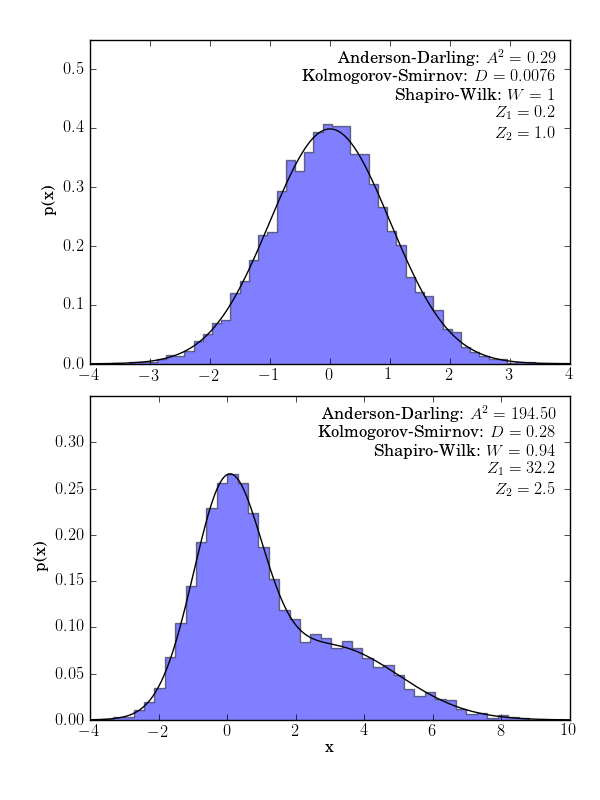 Anderson-Darling: A² = 0.29
Kolmogorov-Smirnov: D = 0.0076
Shapiro-Wilk: W = 1
Z₁ = 0.2
Z₂ = 1.0
p(x)
0.5
0.4
0.3
0.2
0.1
0.0
−4 −3 −2 −1 0 1 2 3 4
Anderson-Darling: A² = 194.50
Kolmogorov-Smirnov: D = 0.28
Shapiro-Wilk: W = 0.94
Z₁ = 32.2
Z₂ = 2.5
p(x)
0.30
0.25
0.20
0.15
0.10
0.05
0.00
−4 −2 0 2 4 6 8 10
x